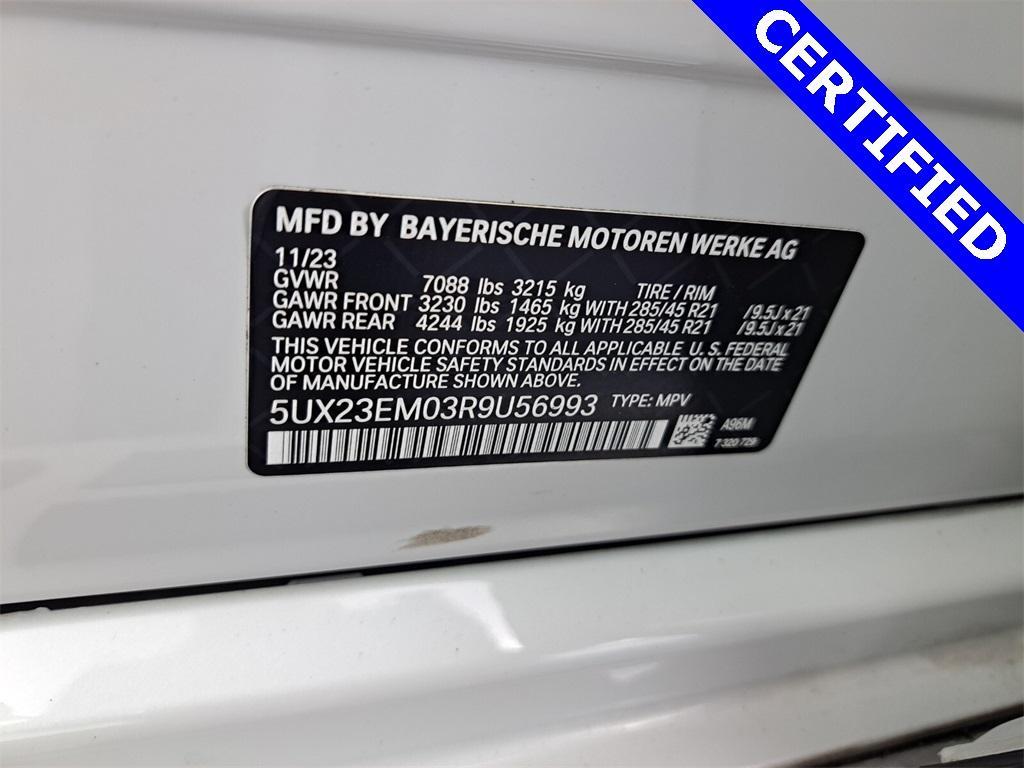 CERTIFIED
MFD BY BAYERISCHE MOTOREN WERKE AG
11/23
GVWR 7088 lbs 3215 kg TIRE / RIM
GAWR FRONT 3230 lbs 1465 kg WITH 285/45 R21 /9.5J x 21
GAWR REAR 4244 lbs 1925 kg WITH 285/45 R21 /9.5J x 21
THIS VEHICLE CONFORMS TO ALL APPLICABLE U. S. FEDERAL
MOTOR VEHICLE SAFETY STANDARDS IN EFFECT ON THE DATE
OF MANUFACTURE SHOWN ABOVE.
5UX23EM03R9U56993 TYPE: MPV
A96M
7 320 729